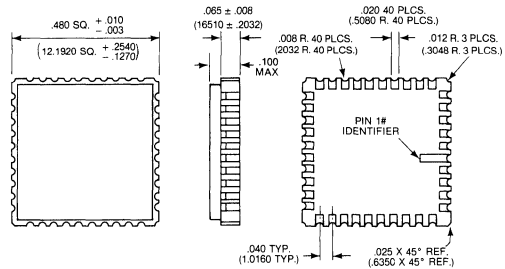 .480 SQ. + .010
- .003
(12.1920 SQ. + .2540
- .1270)
.065 ± .008
(16510 ± .2032)
.100
MAX
.020 40 PLCS.
(.5080 R. 40 PLCS.)
.008 R. 40 PLCS.
(2032 R. 40 PLCS.)
.012 R. 3 PLCS.
(.3048 R. 3 PLCS.)
PIN 1#
IDENTIFIER
.040 TYP.
(1.0160 TYP.)
.025 X 45° REF.
(.6350 X 45° REF.)